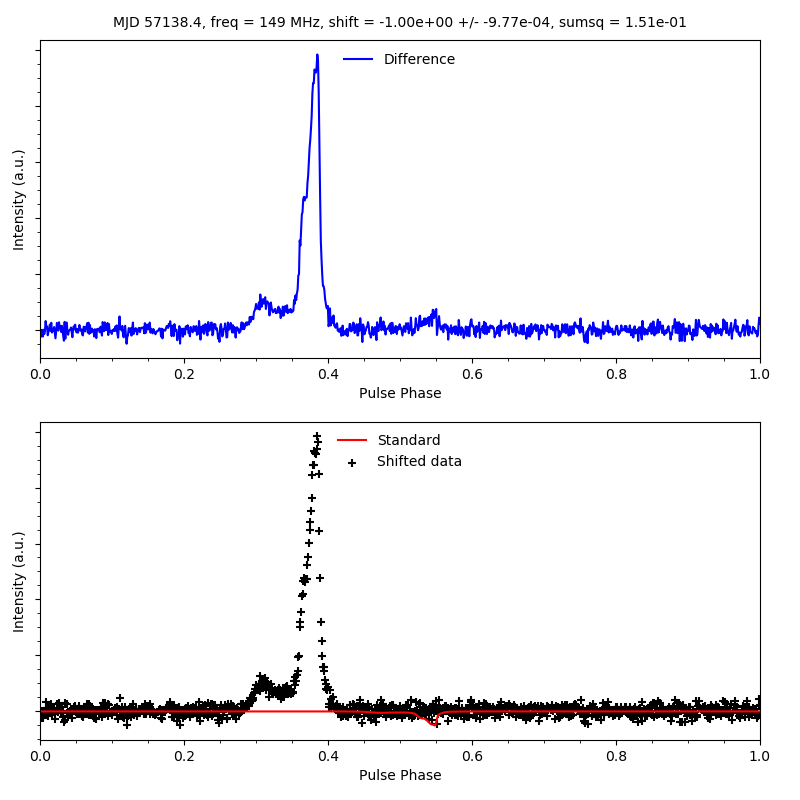 MJD 57138.4, freq = 149 MHz, shift = -1.00e+00 +/- -9.77e-04, sumsq = 1.51e-01
Difference
Intensity (a.u.)
0.0 0.2 0.4 0.6 0.8 1.0
Pulse Phase
Standard
Shifted data
Intensity (a.u.)
0.0 0.2 0.4 0.6 0.8 1.0
Pulse Phase